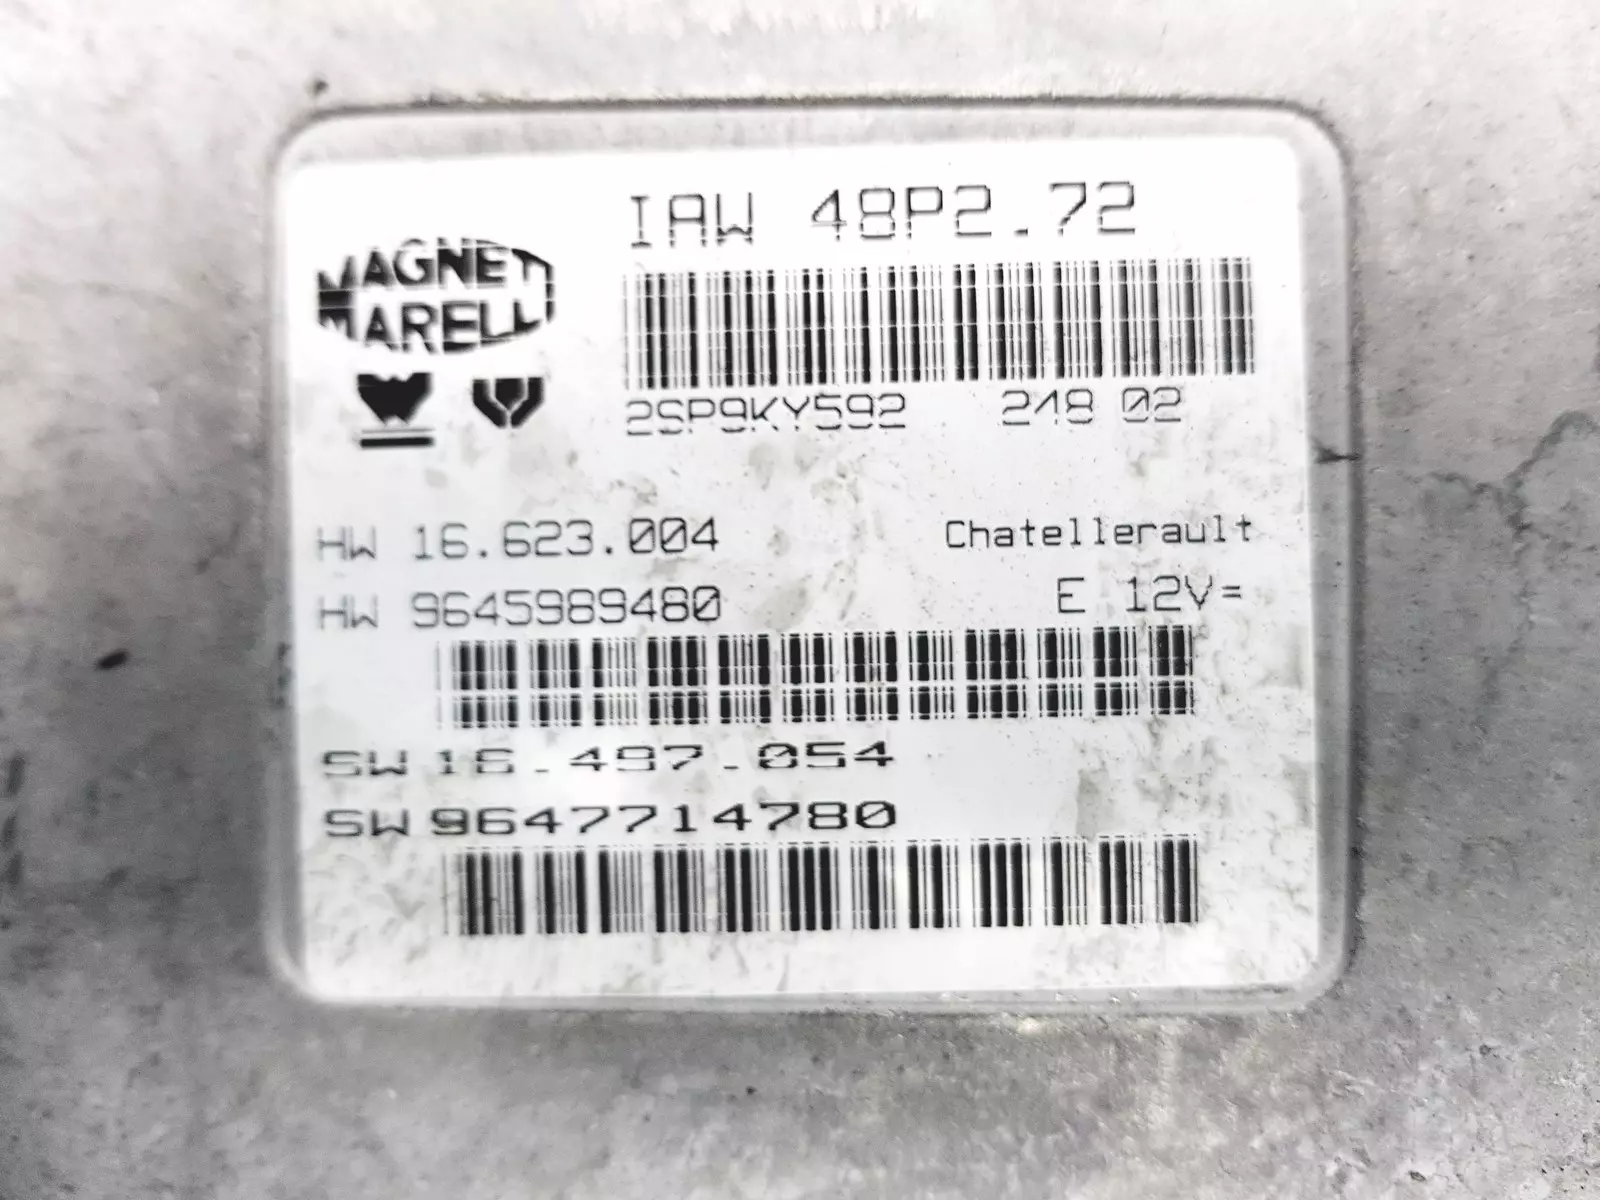 MAGNETI
MARELLI
IAW 48P2.72
2SP9KY592 248 02
HW 16.623.004 Chatellerault
HW 9645989480 E 12V=
SW 16.497.054
SW 9647714780